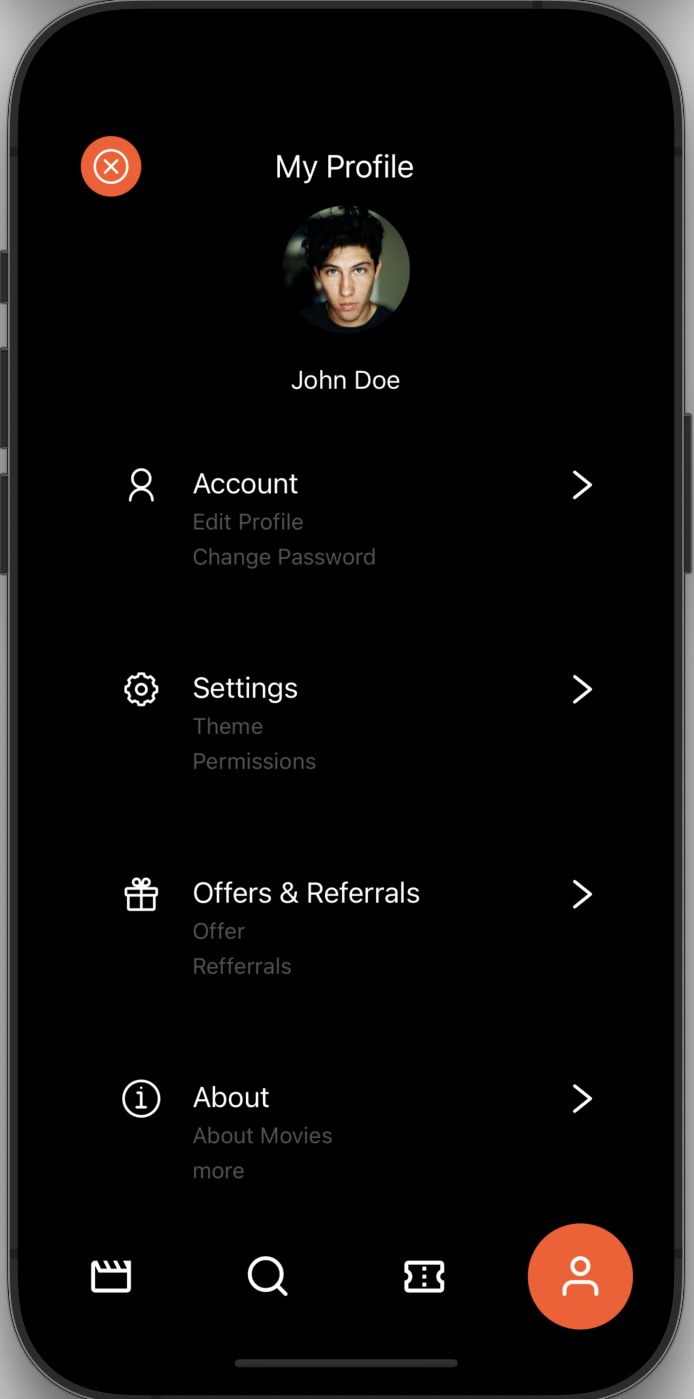 My Profile
John Doe
Account
Edit Profile
Change Password
Settings
Theme
Permissions
Offers & Referrals
Offer
Refferrals
About
About Movies
more